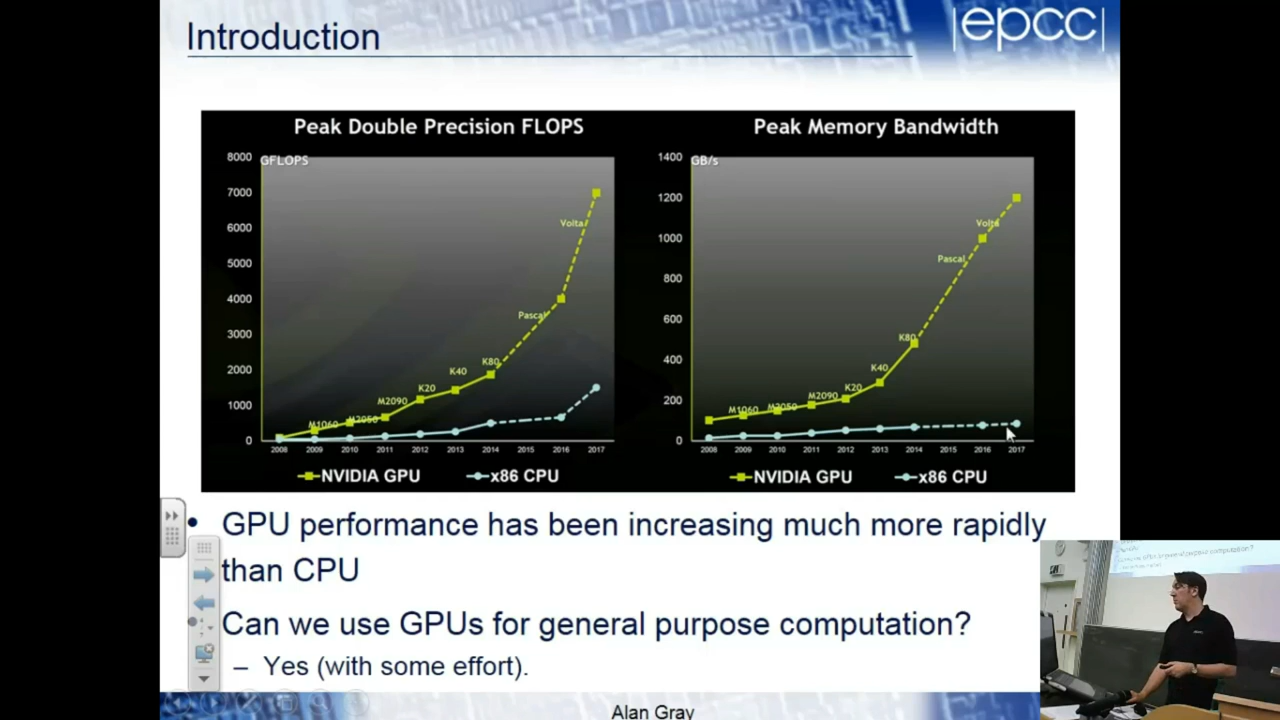 Introduction
|epcc|
Peak Double Precision FLOPS
8000
GFLOPS
7000
6000
5000
4000
3000
2000
1000
0
Volta
Pascal
K80
K40
K20
M2090
M2050
M1060
2008 2009 2010 2011 2012 2013 2014 2015 2016 2017
NVIDIA GPU
x86 CPU
Peak Memory Bandwidth
1400
GB/s
1200
1000
800
600
400
200
0
Volta
Pascal
K80
K40
K20
M2090
M2050
M1060
2008 2009 2010 2011 2012 2013 2014 2015 2016 2017
NVIDIA GPU
x86 CPU
• GPU performance has been increasing much more rapidly
than CPU
Can we use GPUs for general purpose computation?
– Yes (with some effort).
Alan Gray